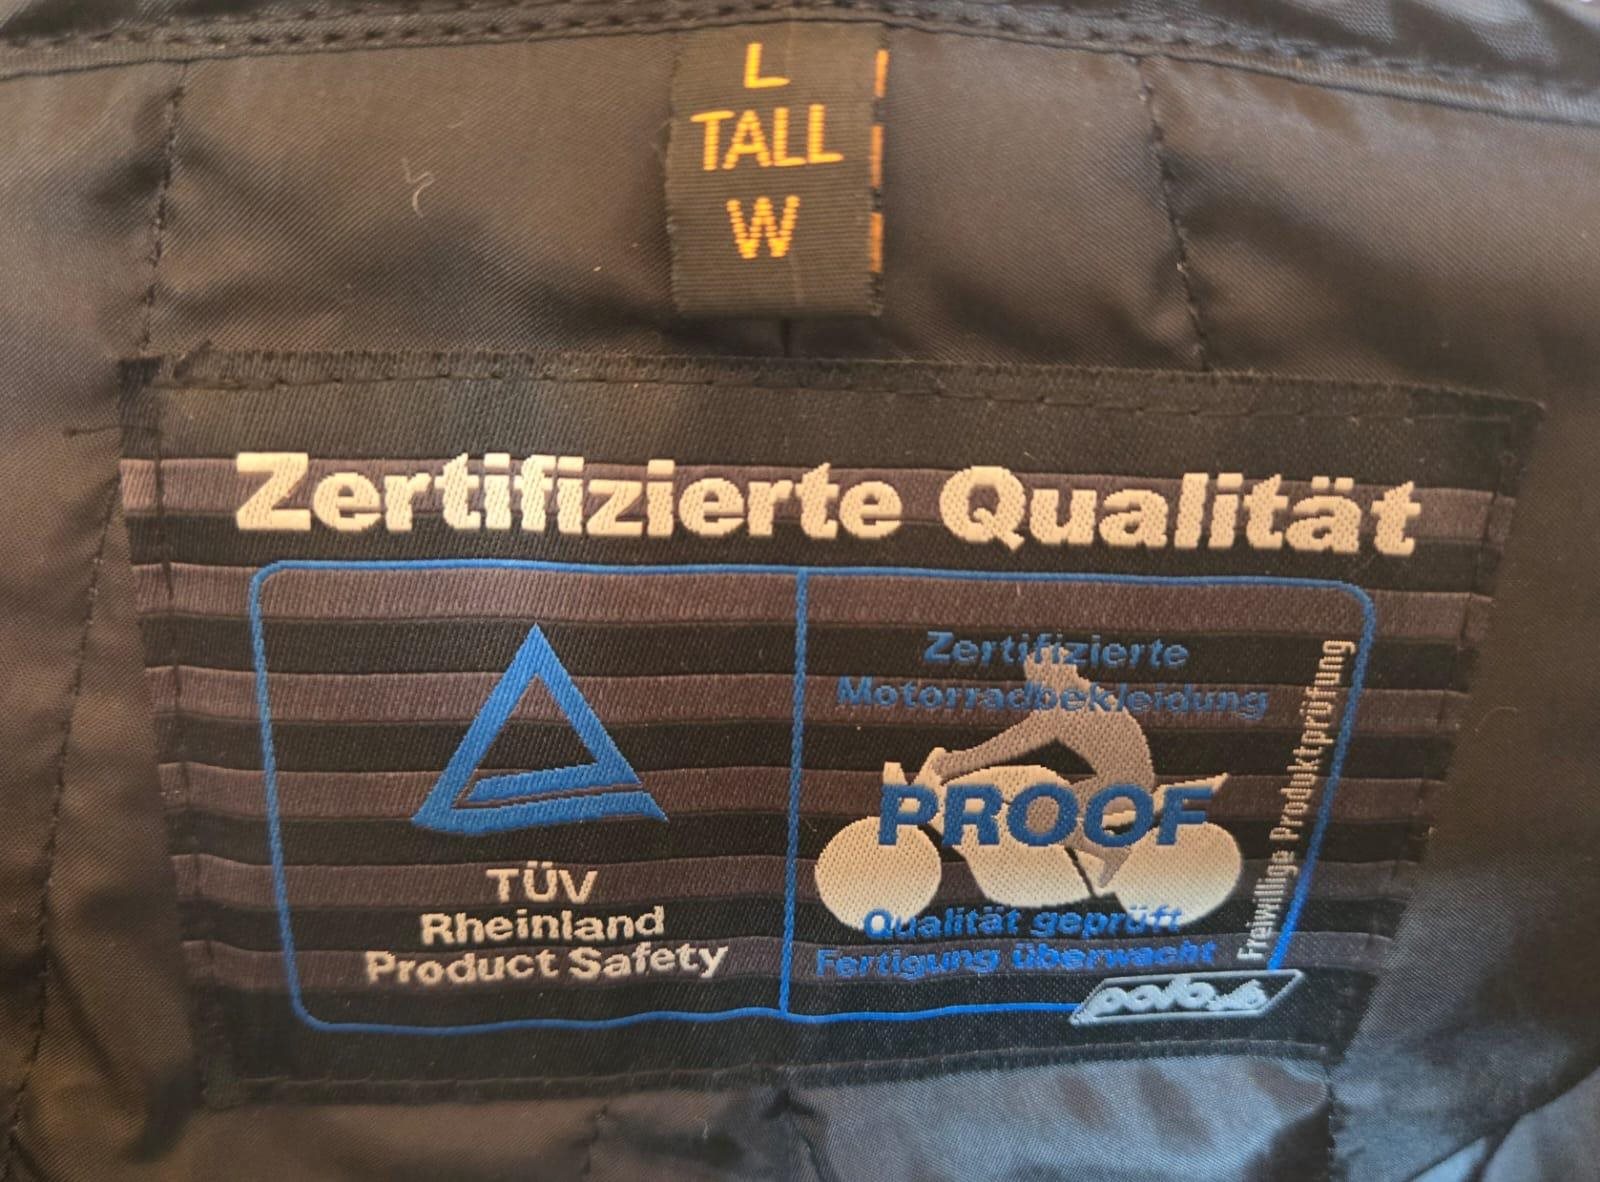 L
TALL
W
Zertifizierte Qualität
TÜV
Rheinland
Product Safety
Zertifizierte
Motorradbekleidung
PROOF
Qualität geprüft
Fertigung überwacht
Freiwillige Produktprüfung
polo